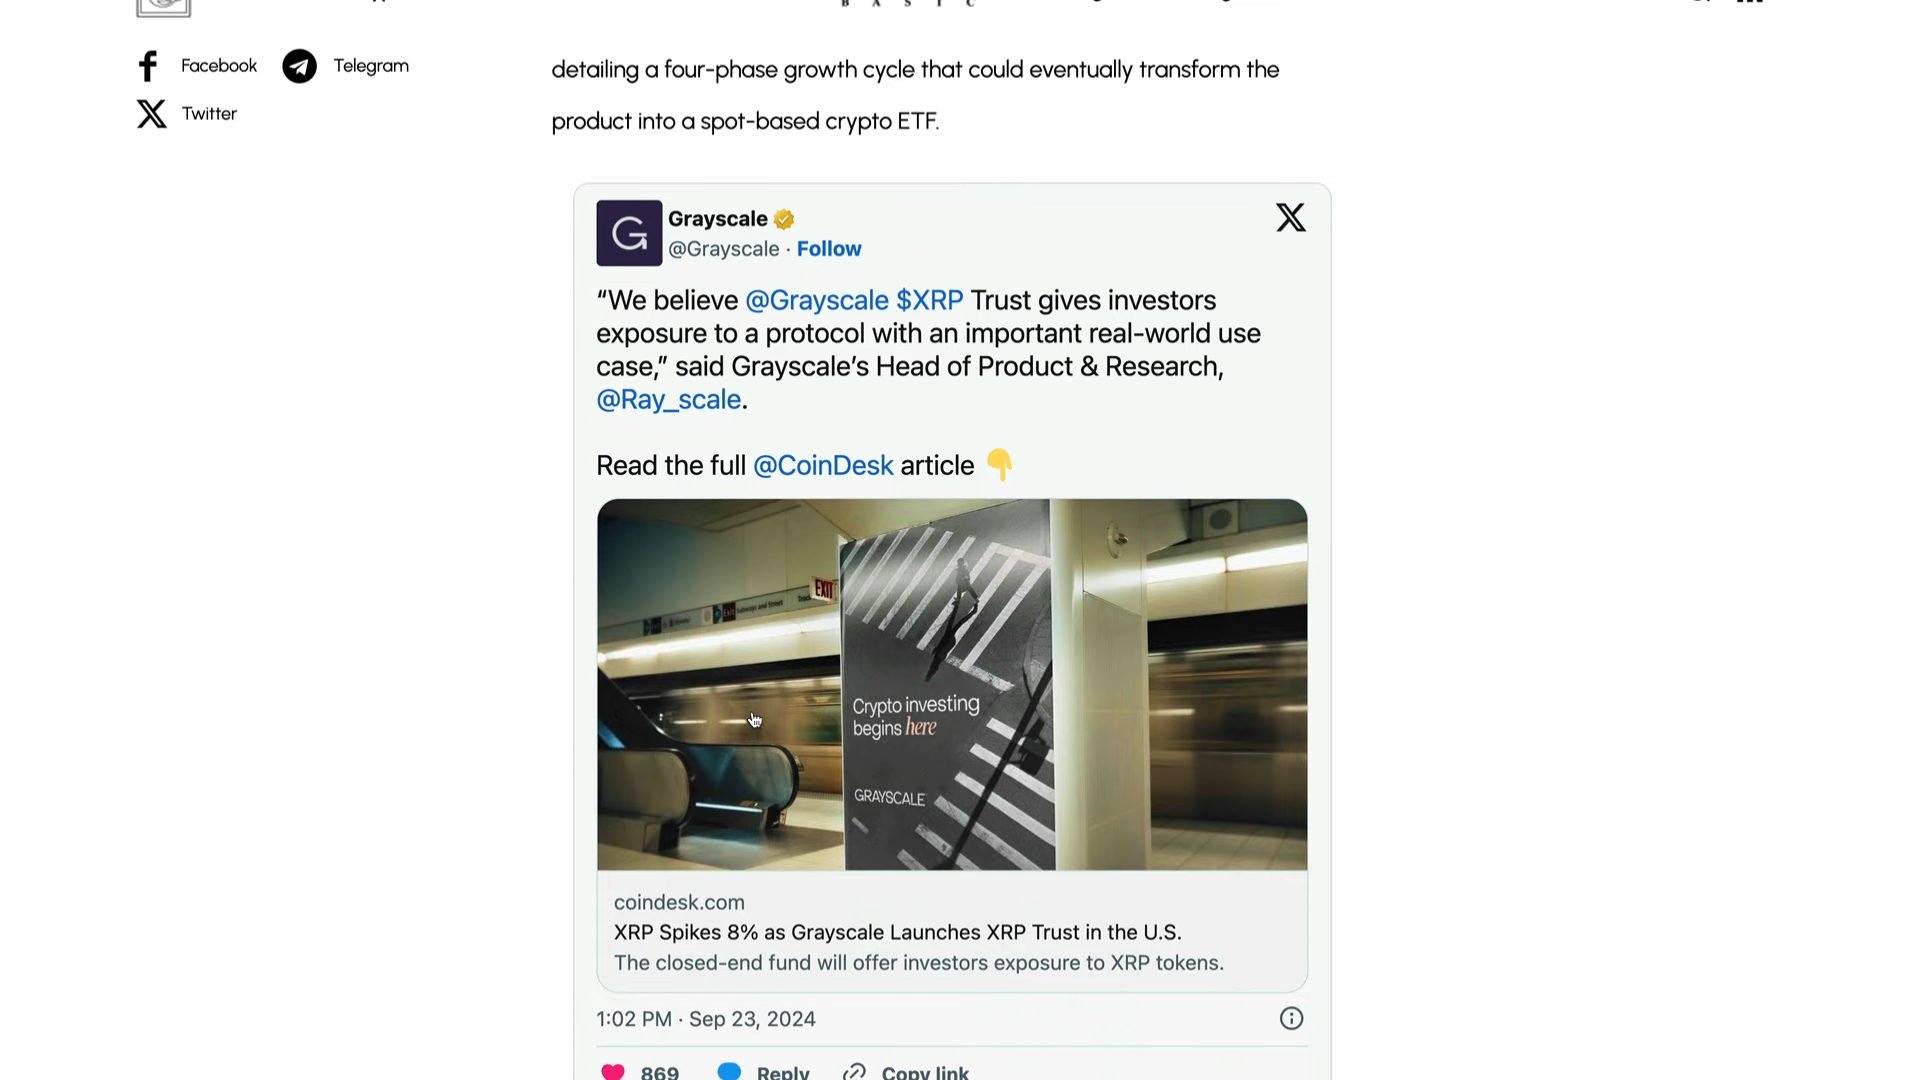 B A S I C
Facebook
Telegram
Twitter
detailing a four-phase growth cycle that could eventually transform the
product into a spot-based crypto ETF.
Grayscale
@Grayscale · Follow
“We believe @Grayscale $XRP Trust gives investors
exposure to a protocol with an important real-world use
case,” said Grayscale’s Head of Product & Research,
@Ray_scale.
Read the full @CoinDesk article 👇
EXIT
Subways and Street
Crypto investing
begins here
GRAYSCALE
coindesk.com
XRP Spikes 8% as Grayscale Launches XRP Trust in the U.S.
The closed-end fund will offer investors exposure to XRP tokens.
1:02 PM · Sep 23, 2024
869
Reply
Copy link